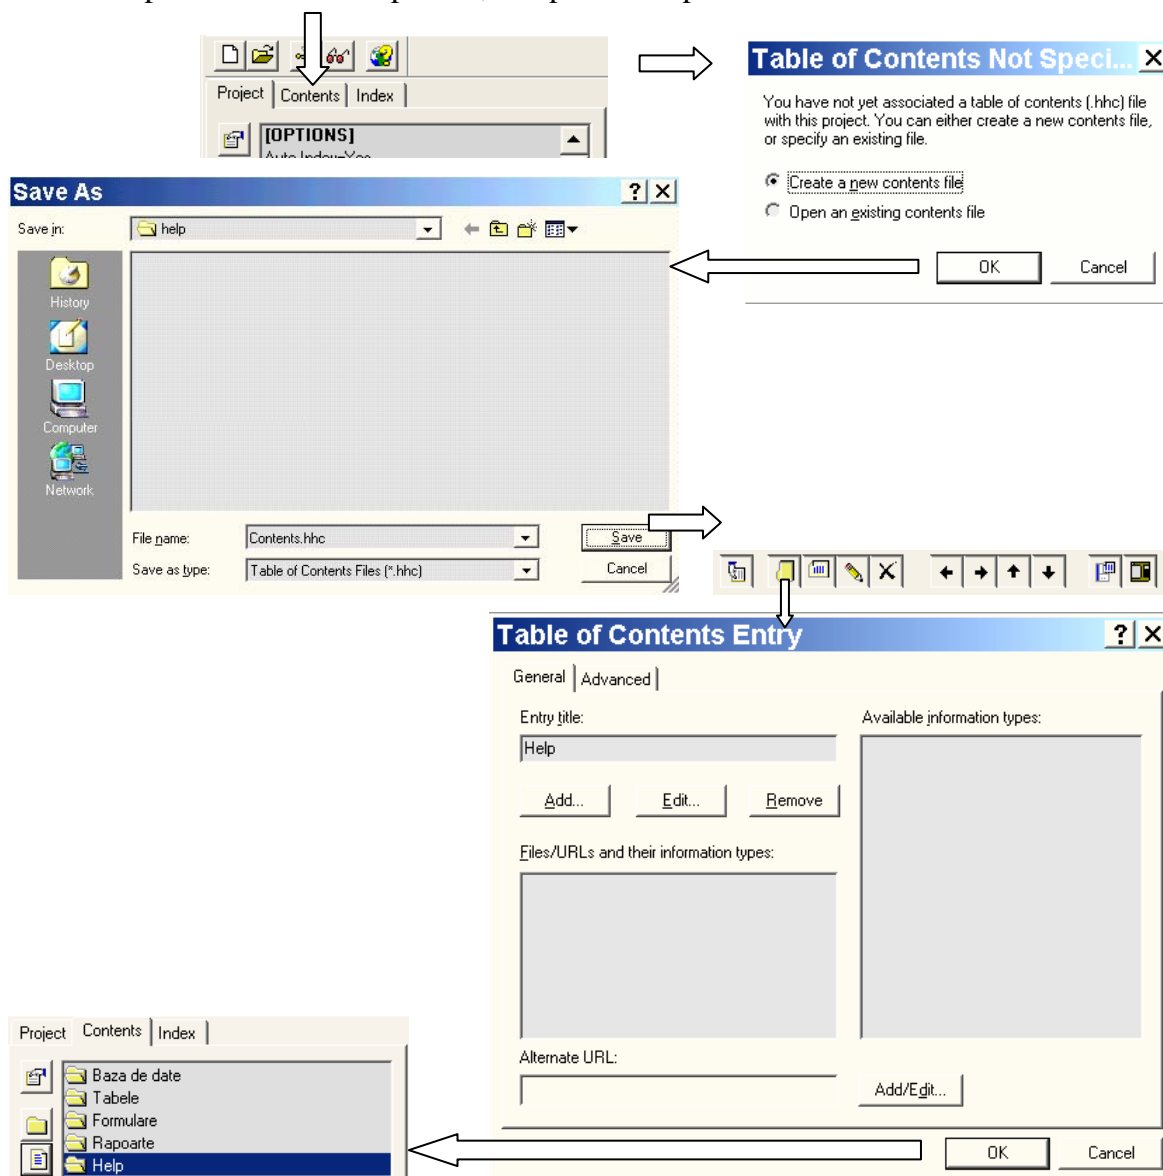 Project Contents Index
[OPTIONS]
Table of Contents Not Speci...
You have not yet associated a table of contents (.hhc) file
with this project. You can either create a new contents file,
or specify an existing file.
Create a new contents file
Open an existing contents file
OK Cancel
Save As
Save in: help
History
Desktop
Computer
Network
File name: Contents.hhc Save
Save as type: Table of Contents Files (*.hhc) Cancel
Table of Contents Entry
General Advanced
Entry title: Available information types:
Help
Add... Edit... Remove
Files/URLs and their information types:
Alternate URL:
Add/Edit...
OK Cancel
Project Contents Index
Baza de date
Tabele
Formulare
Rapoarte
Help